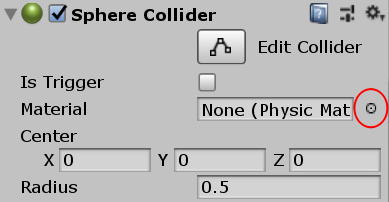 Sphere Collider
Edit Collider
Is Trigger
Material None (Physic Mat
Center
X 0 Y 0 Z 0
Radius 0.5